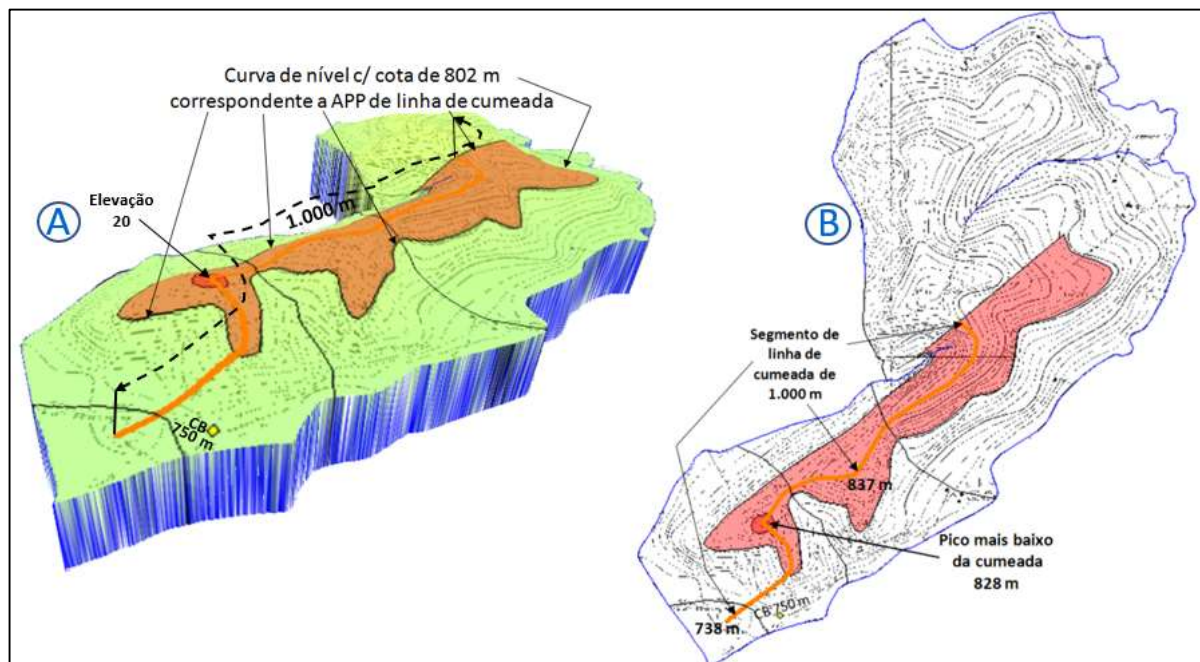 Curva de nível c/ cota de 802 m
correspondente a APP de linha de cumeada
A
Elevação
20
1.000 m
CB
750 m
B
Segmento de
linha de
cumeada de
1.000 m
837 m
Pico mais baixo
da cumeada
828 m
CB 750 m
738 m